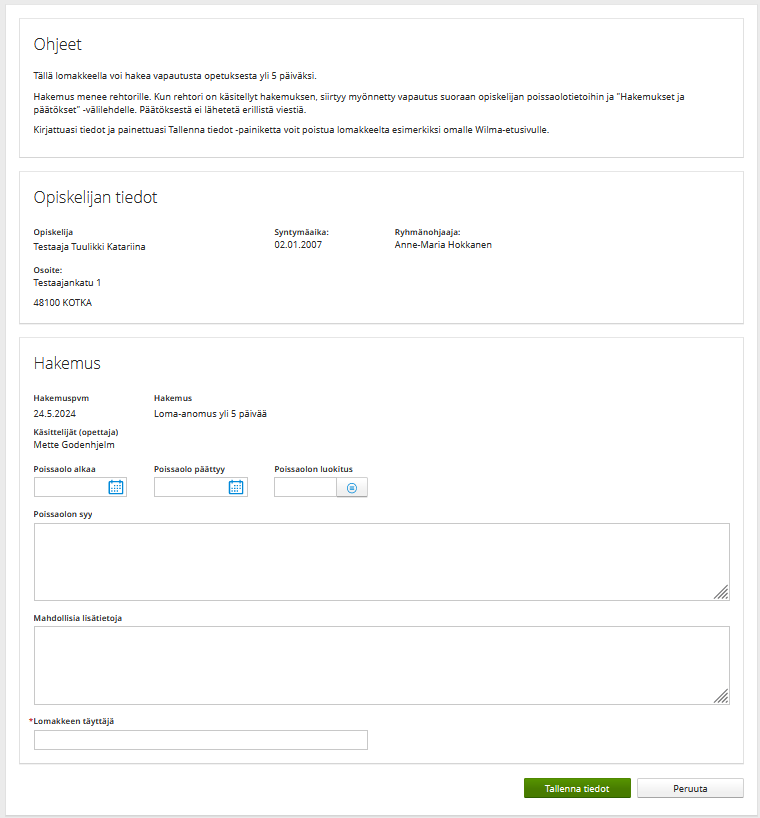 Ohjeet
Tällä lomakkeella voi hakea vapautusta opetuksesta yli 5 päiväksi.
Hakemus menee rehtorille. Kun rehtori on käsitellyt hakemuksen, siirtyy myönnetty vapautus suoraan opiskelijan poissaolotietoihin ja "Hakemukset ja
päätökset" -välilehdelle. Päätöksestä ei lähetetä erillistä viestiä.
Kirjattuasi tiedot ja painettuasi Tallenna tiedot -painiketta voit poistua lomakkeelta esimerkiksi omalle Wilma-etusivulle.
Opiskelijan tiedot
Opiskelija Syntymäaika: Ryhmänohjaaja:
Testaaja Tuulikki Katariina 02.01.2007 Anne-Maria Hokkanen
Osoite:
Testaajankatu 1
48100 KOTKA
Hakemus
Hakemuspvm Hakemus
24.5.2024 Loma-anomus yli 5 päivää
Käsittelijät (opettaja)
Mette Godenhjelm
Poissaolo alkaa Poissaolo päättyy Poissaolon luokitus
Poissaolon syy
Mahdollisia lisätietoja
*Lomakkeen täyttäjä
Tallenna tiedot Peruuta